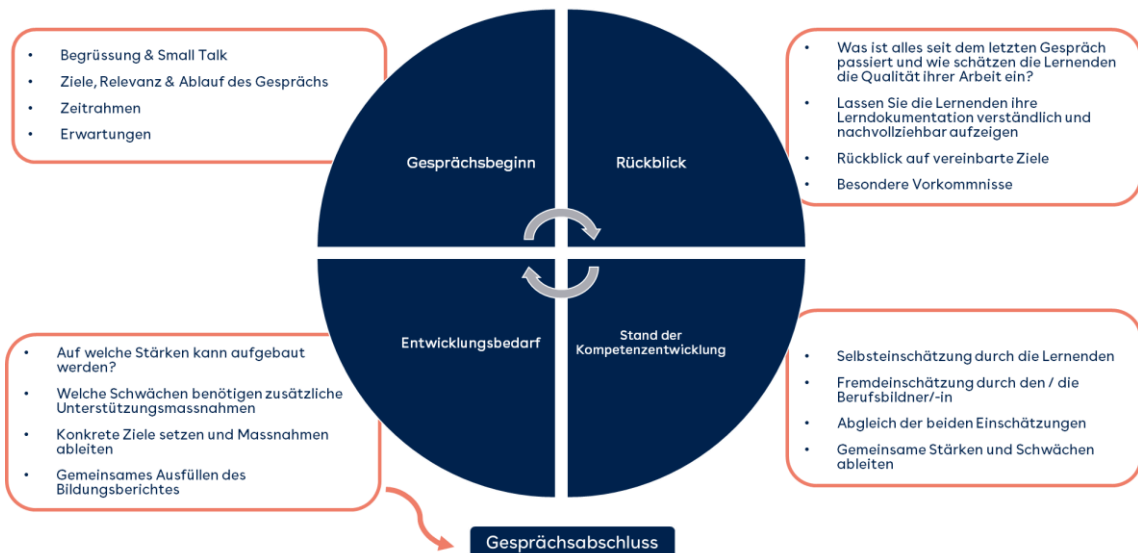 • Begrüssung & Small Talk
• Ziele, Relevanz & Ablauf des Gesprächs
• Zeitrahmen
• Erwartungen
Gesprächsbeginn
Rückblick
• Was ist alles seit dem letzten Gespräch
passiert und wie schätzen die Lernenden
die Qualität ihrer Arbeit ein?
• Lassen Sie die Lernenden ihre
Lerndokumentation verständlich und
nachvollziehbar aufzeigen
• Rückblick auf vereinbarte Ziele
• Besondere Vorkommnisse
Stand der
Kompetenzentwicklung
• Selbsteinschätzung durch die Lernenden
• Fremdeinschätzung durch den / die
Berufsbildner/-in
• Abgleich der beiden Einschätzungen
• Gemeinsame Stärken und Schwächen
ableiten
Entwicklungsbedarf
• Auf welche Stärken kann aufgebaut
werden?
• Welche Schwächen benötigen zusätzliche
Unterstützungsmassnahmen
• Konkrete Ziele setzen und Massnahmen
ableiten
• Gemeinsames Ausfüllen des
Bildungsberichtes
Gesprächsabschluss